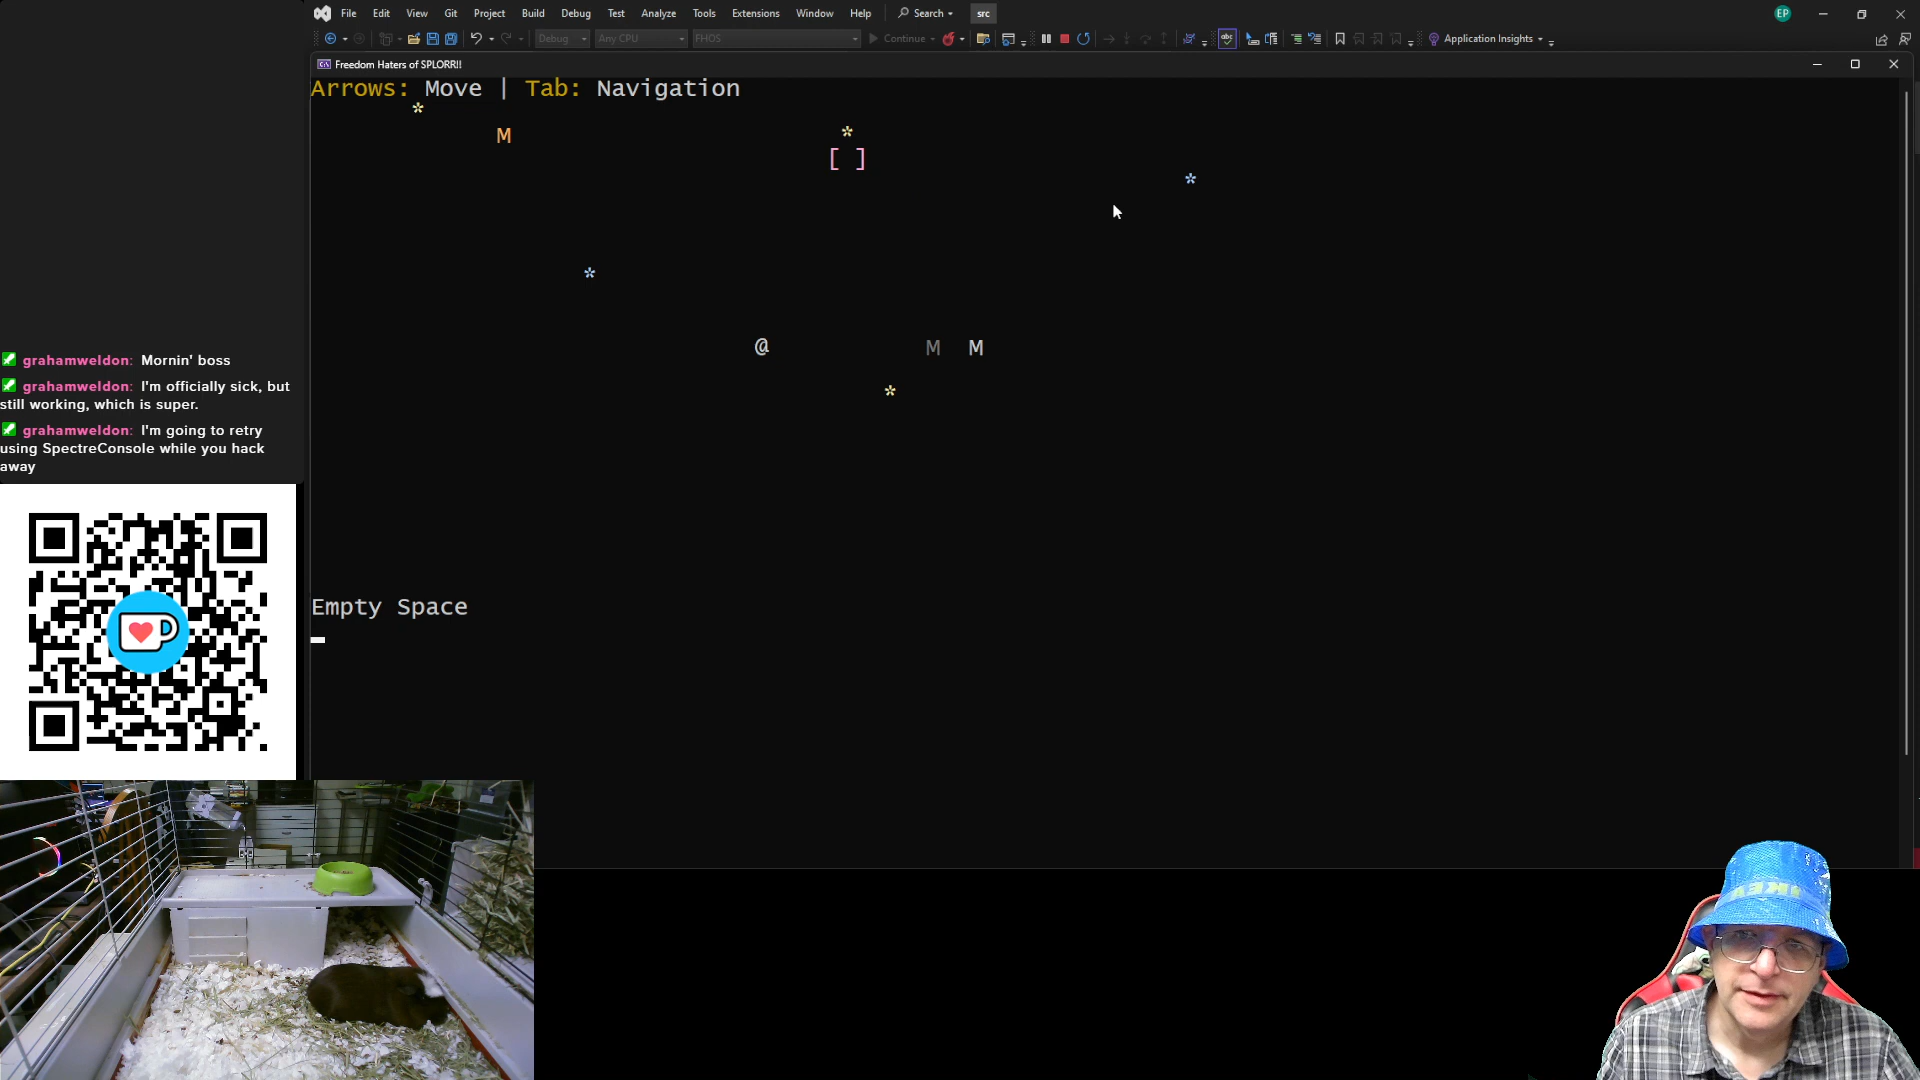 File Edit View Git Project Build Debug Test Analyze Tools Extensions Window Help Search src EP
Debug Any CPU FHOS Continue Application Insights
Freedom Haters of SPLORR!!
Arrows: Move | Tab: Navigation
*
M *
[ ]
*
*
@ M M
*
Empty Space
grahamweldon: Mornin' boss
grahamweldon: I'm officially sick, but
still working, which is super.
grahamweldon: I'm going to retry
using SpectreConsole while you hack
away
IKEA